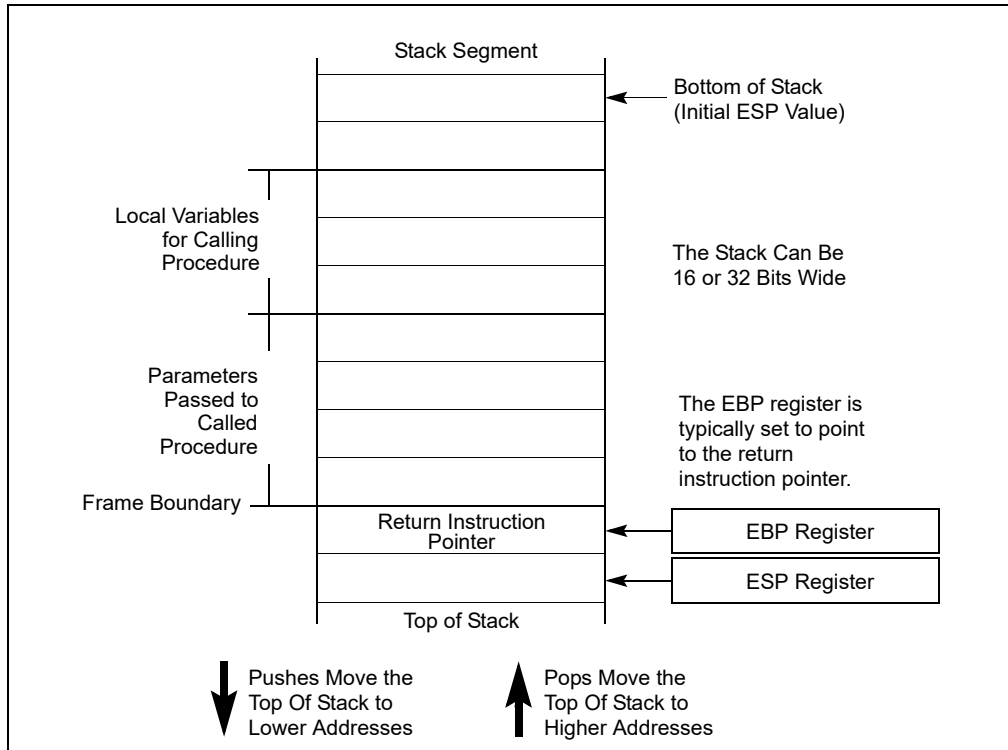 Stack Segment
Bottom of Stack
(Initial ESP Value)
Local Variables
for Calling
Procedure
The Stack Can Be
16 or 32 Bits Wide
Parameters
Passed to
Called
Procedure
The EBP register is
typically set to point
to the return
instruction pointer.
Frame Boundary
Return Instruction
Pointer
EBP Register
ESP Register
Top of Stack
Pushes Move the
Top Of Stack to
Lower Addresses
Pops Move the
Top Of Stack to
Higher Addresses